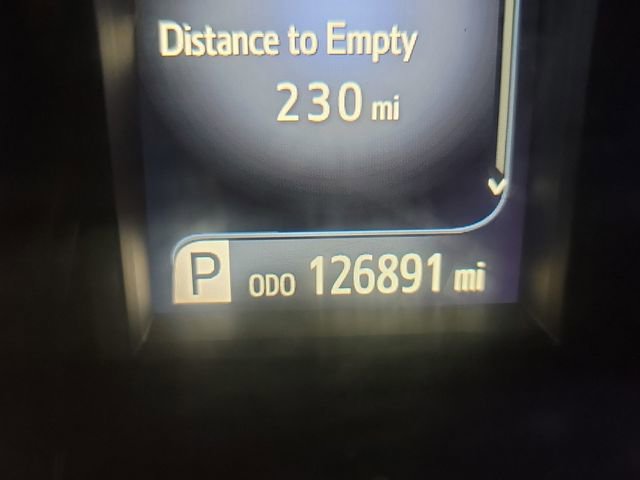 Distance to Empty
230 mi
P ODO 126891 mi